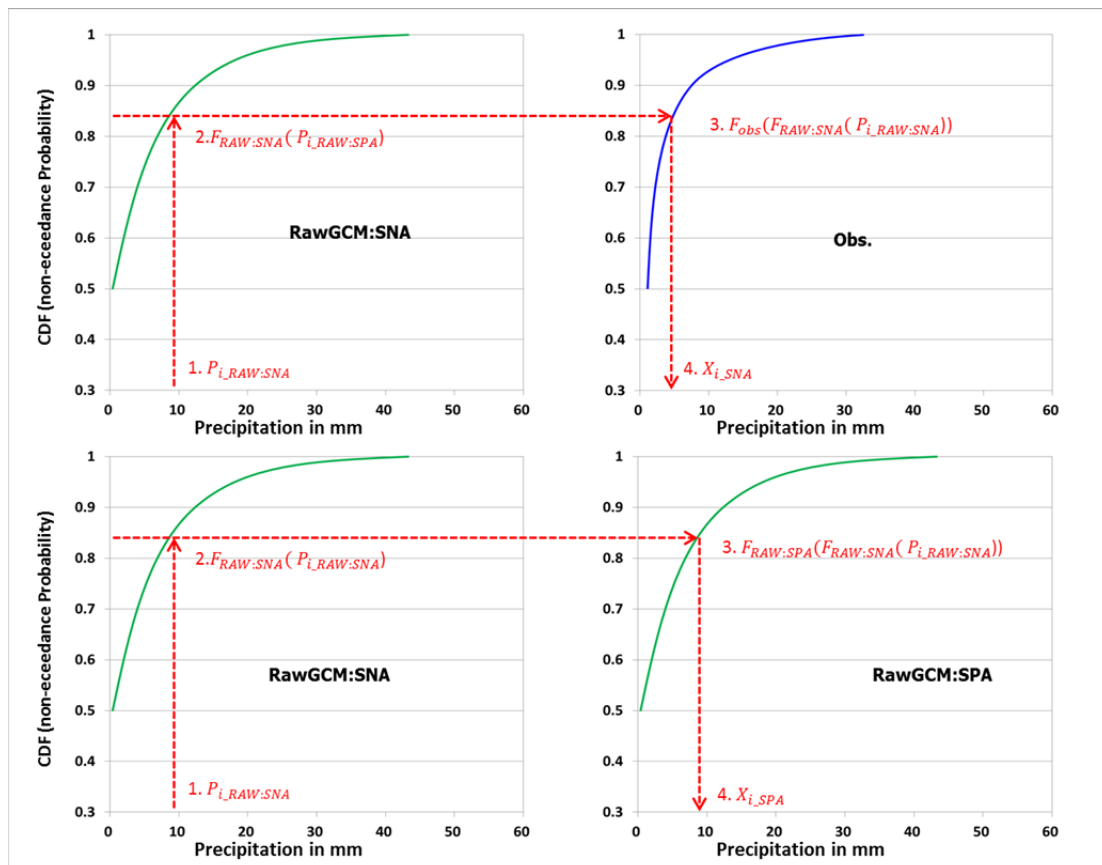 1
0.9
0.8
0.7
0.6
0.5
0.4
0.3
CDF (non-eceedance Probability)
2.F_{RAW:SNA}( P_{i_RAW:SPA})
RawGCM:SNA
1. P_{i_RAW:SNA}
0 10 20 30 40 50 60
Precipitation in mm
1
0.9
0.8
0.7
0.6
0.5
0.4
0.3
3. F_{obs}(F_{RAW:SNA}( P_{i_RAW:SNA}))
Obs.
4. X_{i_SNA}
0 10 20 30 40 50 60
Precipitation in mm
1
0.9
0.8
0.7
0.6
0.5
0.4
0.3
CDF (non-eceedance Probability)
2.F_{RAW:SNA}( P_{i_RAW:SNA})
RawGCM:SNA
1. P_{i_RAW:SNA}
0 10 20 30 40 50 60
Precipitation in mm
1
0.9
0.8
0.7
0.6
0.5
0.4
0.3
3. F_{RAW:SPA}(F_{RAW:SNA}( P_{i_RAW:SNA}))
RawGCM:SPA
4. X_{i_SPA}
0 10 20 30 40 50 60
Precipitation in mm